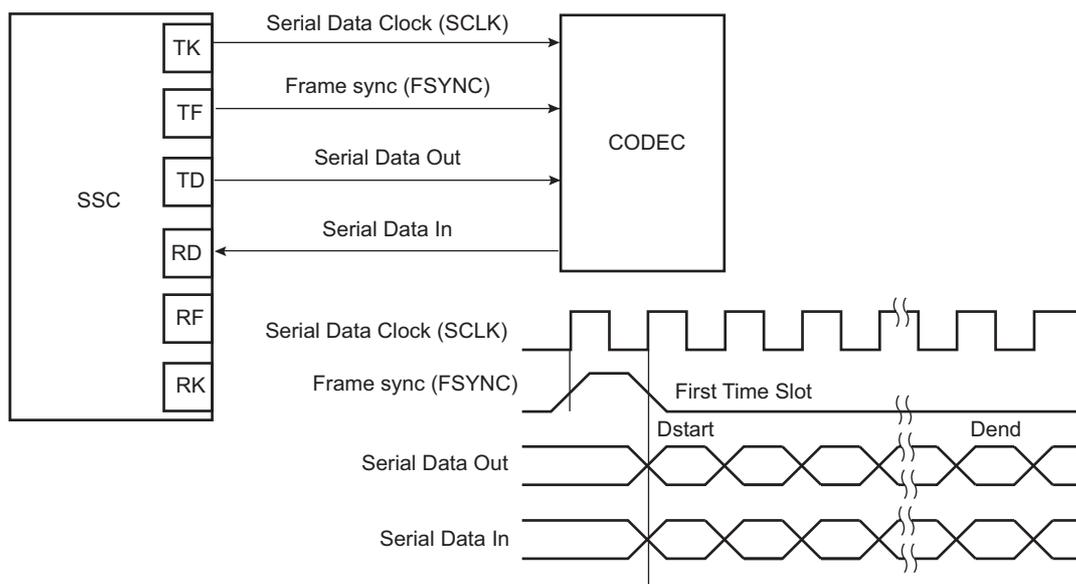 SSC
TK
TF
TD
RD
RF
RK
Serial Data Clock (SCLK)
Frame sync (FSYNC)
Serial Data Out
Serial Data In
CODEC
Serial Data Clock (SCLK)
Frame sync (FSYNC)
First Time Slot
Dstart
Dend
Serial Data Out
Serial Data In